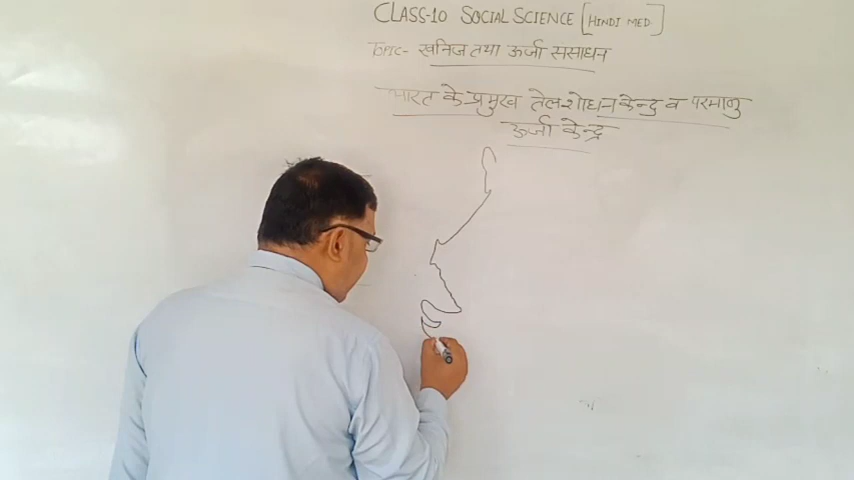 CLASS-10 SOCIAL SCIENCE [HINDI MED]
TOPIC- खनिज तथा ऊर्जा संसाधन
भारत के प्रमुख तेलशोधन केन्द्र व परमाणु
ऊर्जा केन्द्र